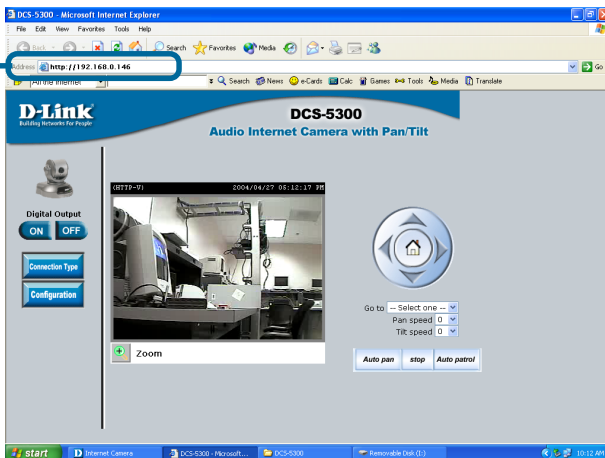 DCS-5300 - Microsoft Internet Explorer
File Edit View Favorites Tools Help
Back Search Favorites Media
Address http://192.168.0.146 Go
All the Internet Search News e-Cards Calc Games Tools Media Translate
D-Link
Building Networks For People
DCS-5300
Audio Internet Camera with Pan/Tilt
(HTTP-V) 2004/04/27 05:12:17 PM
Digital Output
ON OFF
Connection Type
Configuration
Go to -- Select one --
Pan speed 0
Tilt speed 0
Zoom
Auto pan stop Auto patrol
start Internet Camera DCS-5300 - Microsoft... DCS-5300 Removable Disk (I:) 10:12 AM